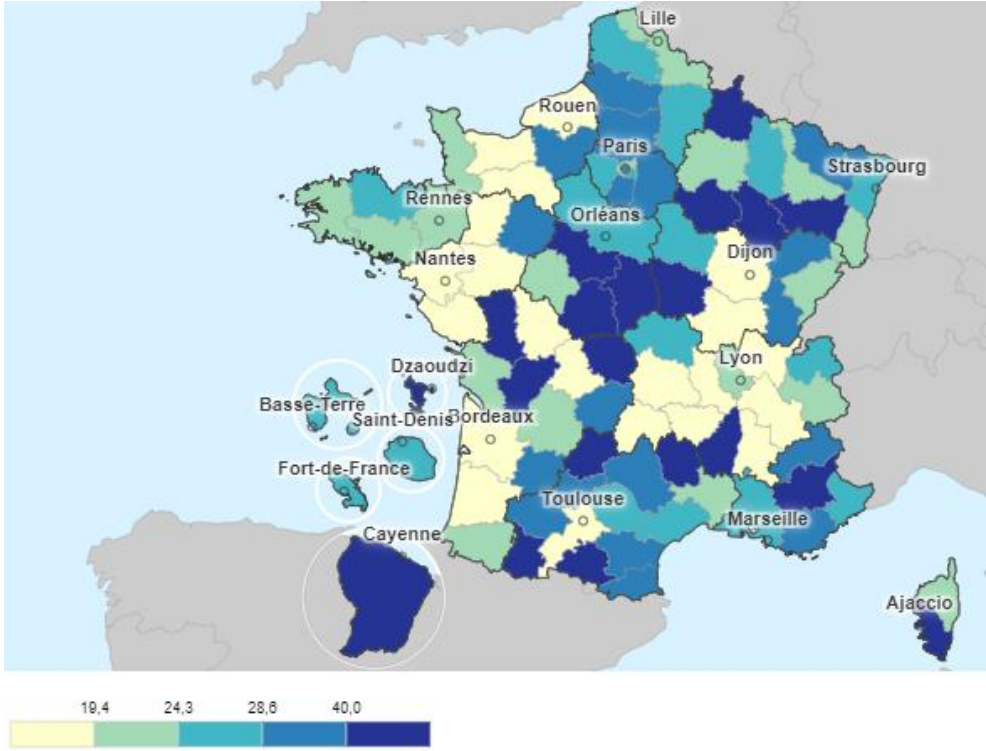 Lille
Rouen
Paris
Strasbourg
Rennes
Orléans
Nantes
Dijon
Dzaoudzi
Lyon
Basse-Terre
Saint-Denis
Bordeaux
Fort-de-France
Toulouse
Marseille
Cayenne
Ajaccio
19,4 24,3 28,6 40,0